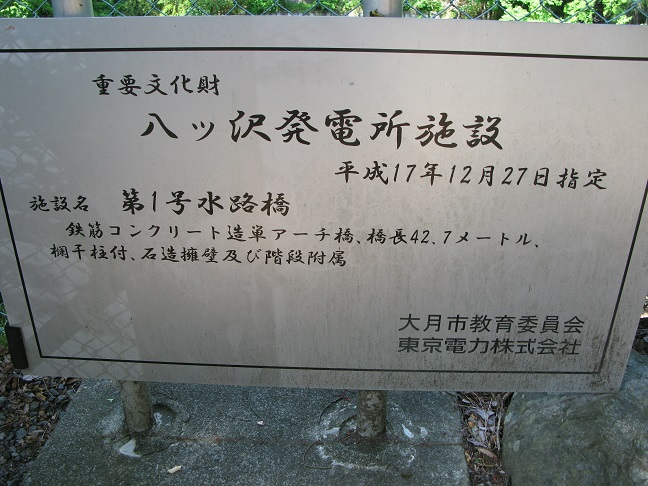 重要文化財
八ッ沢発電所施設
平成17年12月27日指定
施設名 第1号水路橋
鉄筋コンクリート造単アーチ橋、橋長42.7メートル、
欄干柱付、石造擁壁及び階段附属
大月市教育委員会
東京電力株式会社